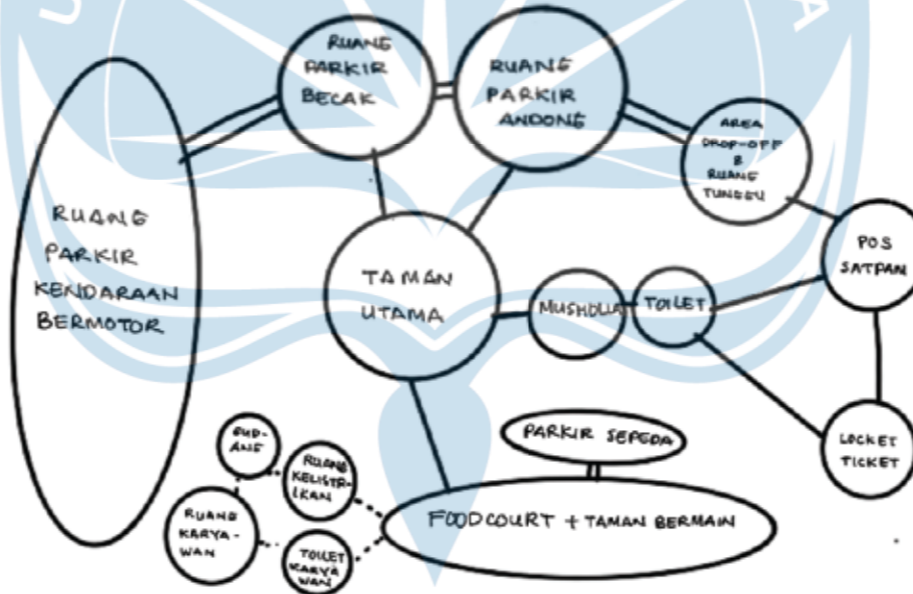 RUANG
PARKIR
BECAK
RUANG
PARKIR
ANDONG
AREA
DROP-OFF
&
RUANG
TUNGGU
RUANG
PARKIR
KENDARAAN
BERMOTOR
POS
SATPAM
TAMAN
UTAMA
MUSHOLLA
TOILET
LOCKET
TICKET
PARKIR SEPEDA
GUD-
ANG
RUANG
KELISTR-
IKAN
RUANG
KARYA-
WAN
TOILET
KARYA
WAN
FOODCOURT + TAMAN BERMAIN
U
A